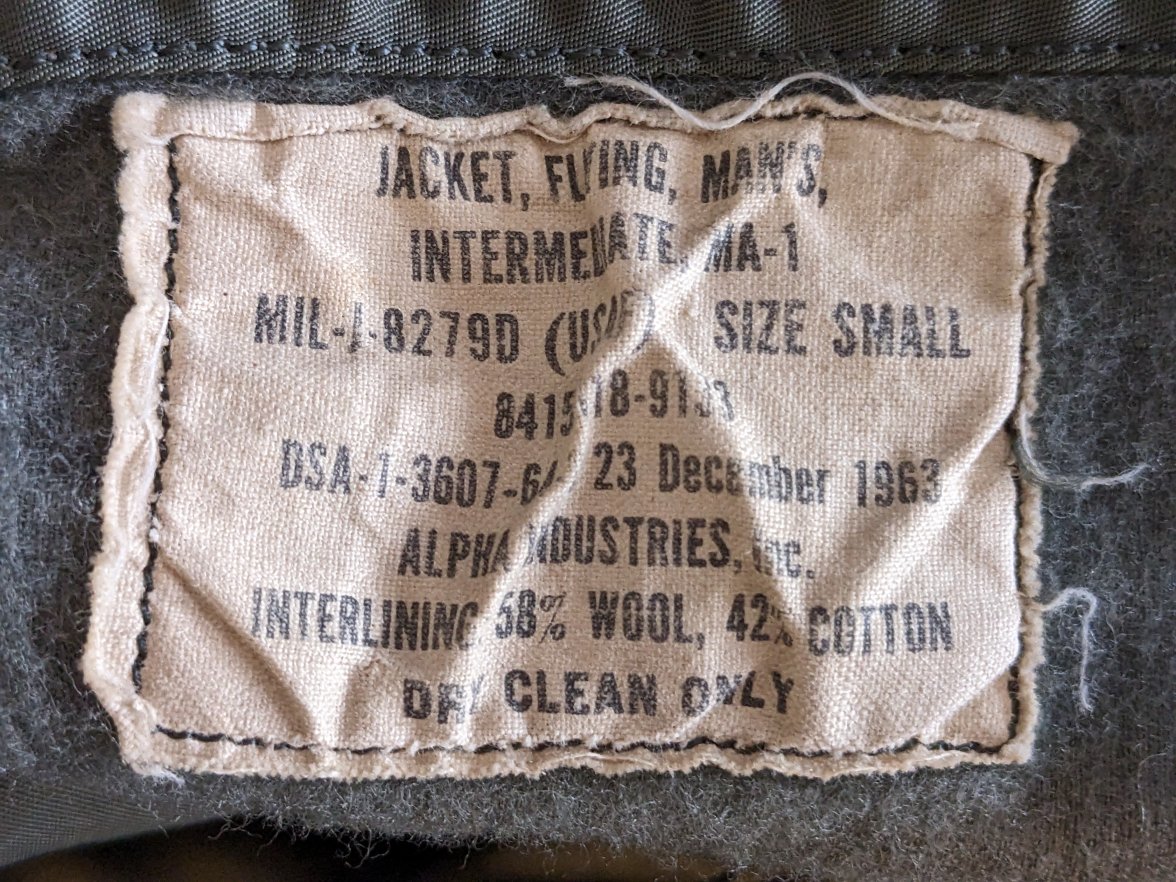 JACKET, FLYING, MAN'S,
INTERMEDIATE, MA-1
MIL-J-8279D (USAF) SIZE SMALL
DSA-1-3607-64- 23 December 1963
ALPHA INDUSTRIES, Inc.
INTERLINING 58% WOOL, 42% COTTON
DRY CLEAN ONLY